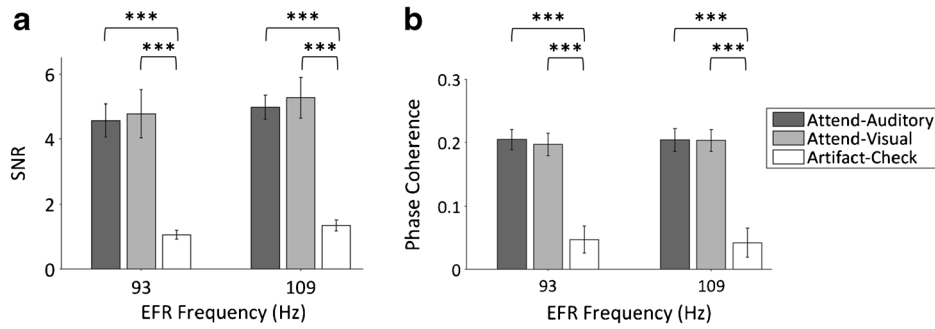 a
***
***
***
***
6
4
2
0
SNR
93
109
EFR Frequency (Hz)
b
***
***
***
***
0.3
0.2
0.1
0
Phase Coherence
93
109
EFR Frequency (Hz)
Attend-Auditory
Attend-Visual
Artifact-Check